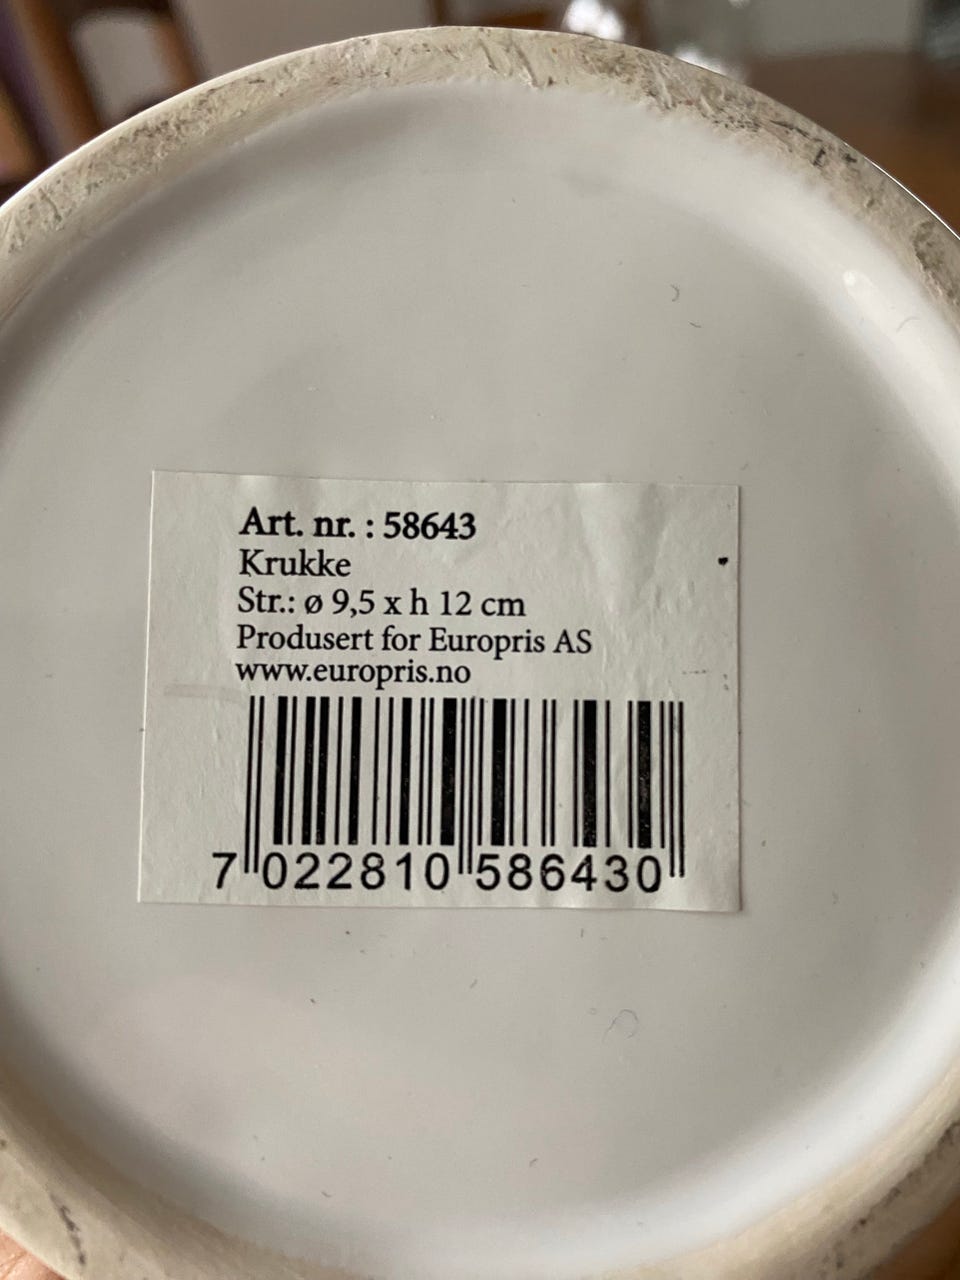 Art. nr. : 58643
Krukke
Str.: ø 9,5 x h 12 cm
Produsert for Europris AS
www.europris.no
7 022810 586430